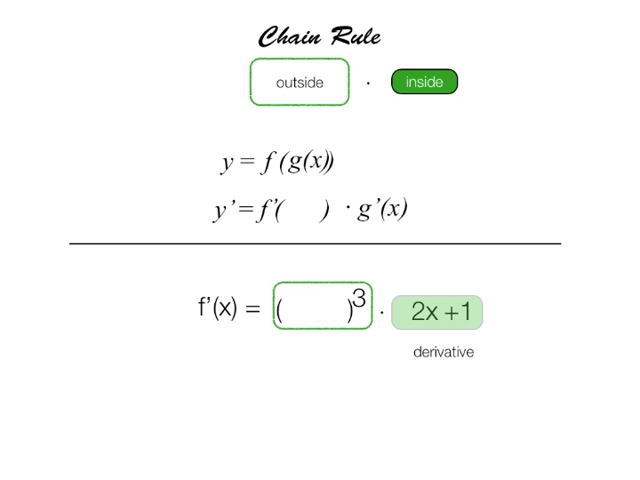 Chain Rule
outside · inside
y = f (g(x))
y’ = f’( ) · g’(x)
f’(x) = ( )3 · 2x +1
derivative